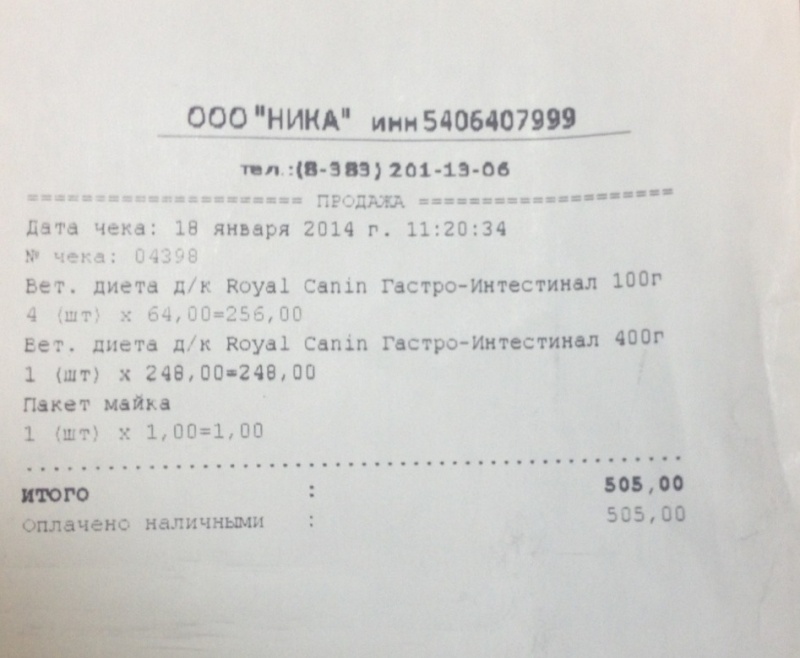 ООО "НИКА" инн 5406407999
тел.:(8-383) 201-13-06
==================== ПРОДАЖА ====================
Дата чека: 18 января 2014 г. 11:20:34
№ чека: 04398
Вет. диета д/к Royal Canin Гастро-Интестинал 100г
4 (шт) x 64,00=256,00
Вет. диета д/к Royal Canin Гастро-Интестинал 400г
1 (шт) x 248,00=248,00
Пакет майка
1 (шт) x 1,00=1,00
..................................................
ИТОГО : 505,00
Оплачено наличными : 505,00